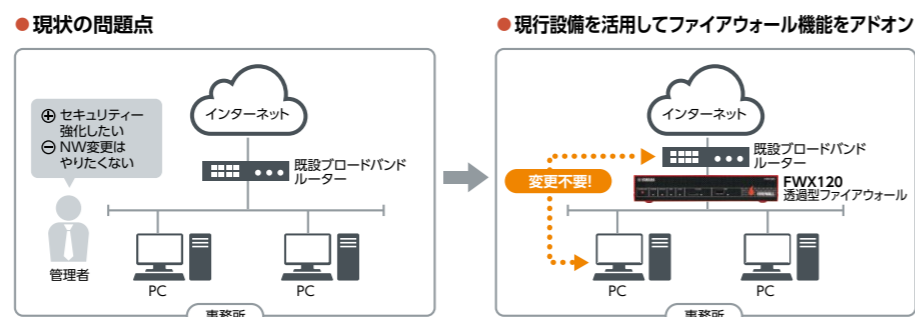 ●現状の問題点
インターネット
⊕ セキュリティー
強化したい
⊖ NW変更は
やりたくない
既設ブロードバンド
ルーター
管理者
PC
PC
事務所
●現行設備を活用してファイアウォール機能をアドオン
インターネット
既設ブロードバンド
ルーター
変更不要!
FWX120
透過型ファイアウォール
PC
PC
事務所